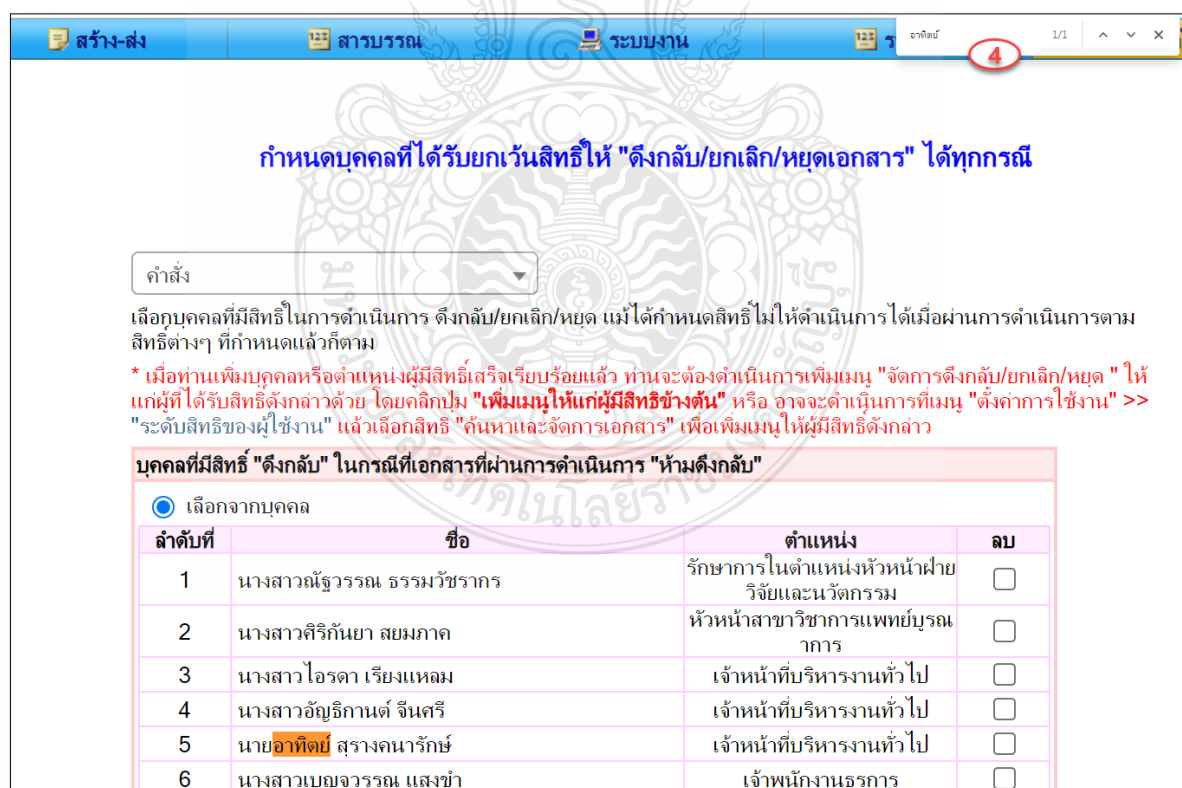 สร้าง-ส่ง สารบรรณ ระบบงาน อาทิตย์ 1/1
4
กำหนดบุคคลที่ได้รับยกเว้นสิทธิ์ให้ "ดึงกลับ/ยกเลิก/หยุดเอกสาร" ได้ทุกกรณี
คำสั่ง
เลือกบุคคลที่มีสิทธิ์ในการดำเนินการ ดึงกลับ/ยกเลิก/หยุด แม้ได้กำหนดสิทธิ์ไม่ให้ดำเนินการได้เมื่อผ่านการดำเนินการตาม
สิทธิ์ต่างๆ ที่กำหนดแล้วก็ตาม
* เมื่อท่านเพิ่มบุคคลหรือตำแหน่งผู้มีสิทธิ์เสร็จเรียบร้อยแล้ว ท่านจะต้องดำเนินการเพิ่มเมนู "จัดการดึงกลับ/ยกเลิก/หยุด " ให้
แก่ผู้ที่ได้รับสิทธิ์ดังกล่าวด้วย โดยคลิกปุ่ม "เพิ่มเมนูให้แก่ผู้มีสิทธิข้างต้น" หรือ อาจจะดำเนินการที่เมนู "ตั้งค่าการใช้งาน" >>
"ระดับสิทธิของผู้ใช้งาน" แล้วเลือกสิทธิ "ค้นหาและจัดการเอกสาร" เพื่อเพิ่มเมนูให้ผู้มีสิทธิ์ดังกล่าว
บุคคลที่มีสิทธิ์ "ดึงกลับ" ในกรณีที่เอกสารที่ผ่านการดำเนินการ "ห้ามดึงกลับ"
เลือกจากบุคคล
ลำดับที่ ชื่อ ตำแหน่ง ลบ
1 นางสาวณัฐวรรณ ธรรมวัชรากร รักษาการในตำแหน่งหัวหน้าฝ่าย
วิจัยและนวัตกรรม
2 นางสาวศิริกันยา สยมภาค หัวหน้าสาขาวิชาการแพทย์บูรณ
าการ
3 นางสาวไอรดา เรียงแหลม เจ้าหน้าที่บริหารงานทั่วไป
4 นางสาวอัญธิกานต์ จีนศรี เจ้าหน้าที่บริหารงานทั่วไป
5 นายอาทิตย์ สุรางคนารักษ์ เจ้าหน้าที่บริหารงานทั่วไป
6 นางสาวเบญจวรรณ แสงขำ เจ้าพนักงานธุรการ